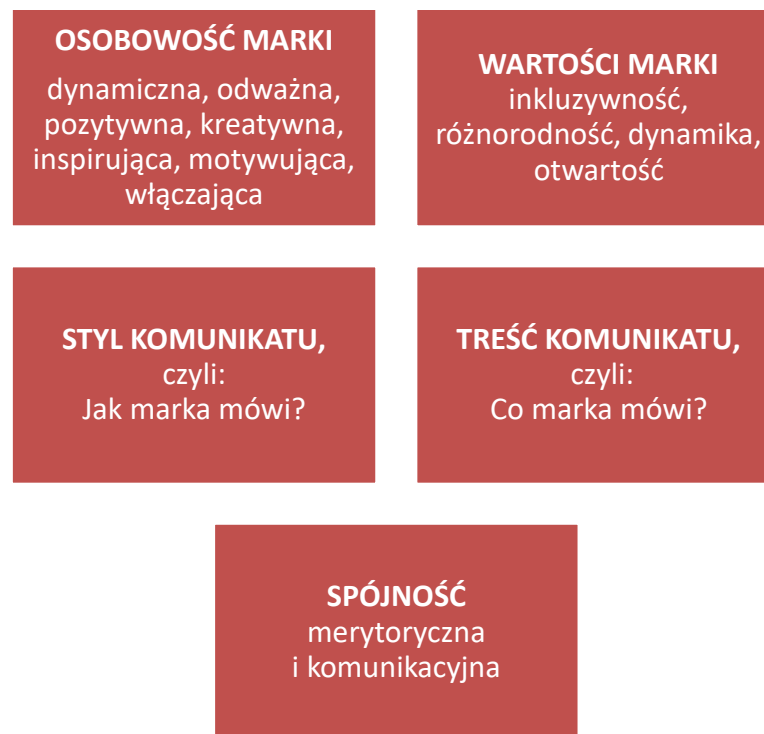 OSOBOWOŚĆ MARKI
dynamiczna, odważna,
pozytywna, kreatywna,
inspirująca, motywująca,
włączająca
WARTOŚCI MARKI
inkluzywność,
różnorodność, dynamika,
otwartość
STYL KOMUNIKATU,
czyli:
Jak marka mówi?
TREŚĆ KOMUNIKATU,
czyli:
Co marka mówi?
SPÓJNOŚĆ
merytoryczna
i komunikacyjna